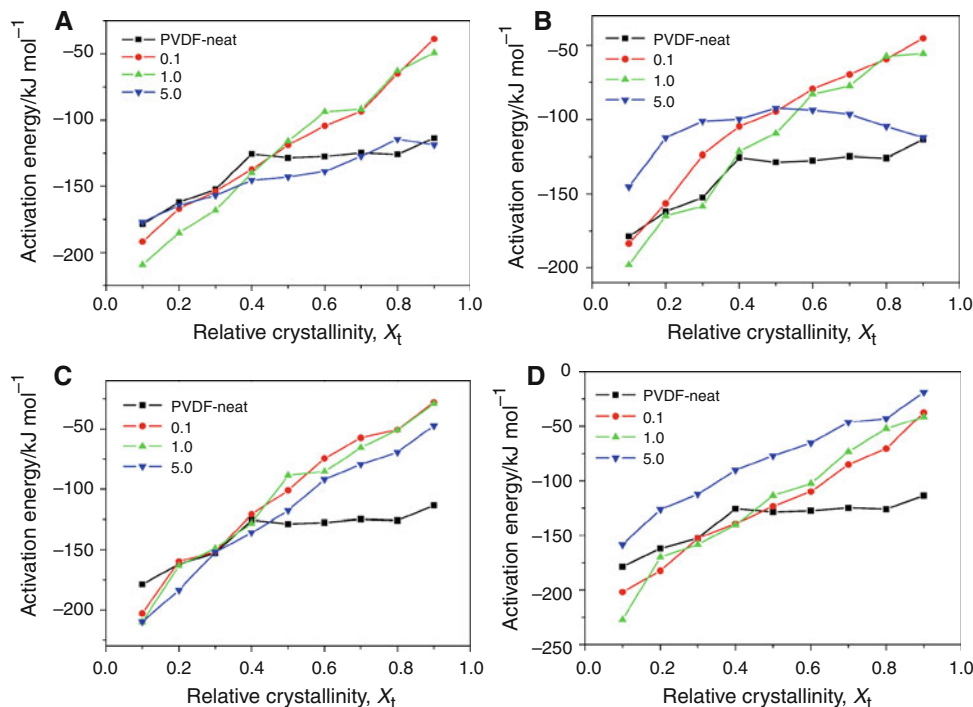 A
PVDF-neat
0.1
1.0
5.0
−50
−100
−150
−200
Activation energy/kJ mol−1
0.0 0.2 0.4 0.6 0.8 1.0
Relative crystallinity, Xt
B
PVDF-neat
0.1
1.0
5.0
−50
−100
−150
−200
Activation energy/kJ mol−1
0.0 0.2 0.4 0.6 0.8 1.0
Relative crystallinity, Xt
C
PVDF-neat
0.1
1.0
5.0
−50
−100
−150
−200
Activation energy/kJ mol−1
0.0 0.2 0.4 0.6 0.8 1.0
Relative crystallinity, Xt
D
PVDF-neat
0.1
1.0
5.0
0
−50
−100
−150
−200
−250
Activation energy/kJ mol−1
0.0 0.2 0.4 0.6 0.8 1.0
Relative crystallinity, Xt